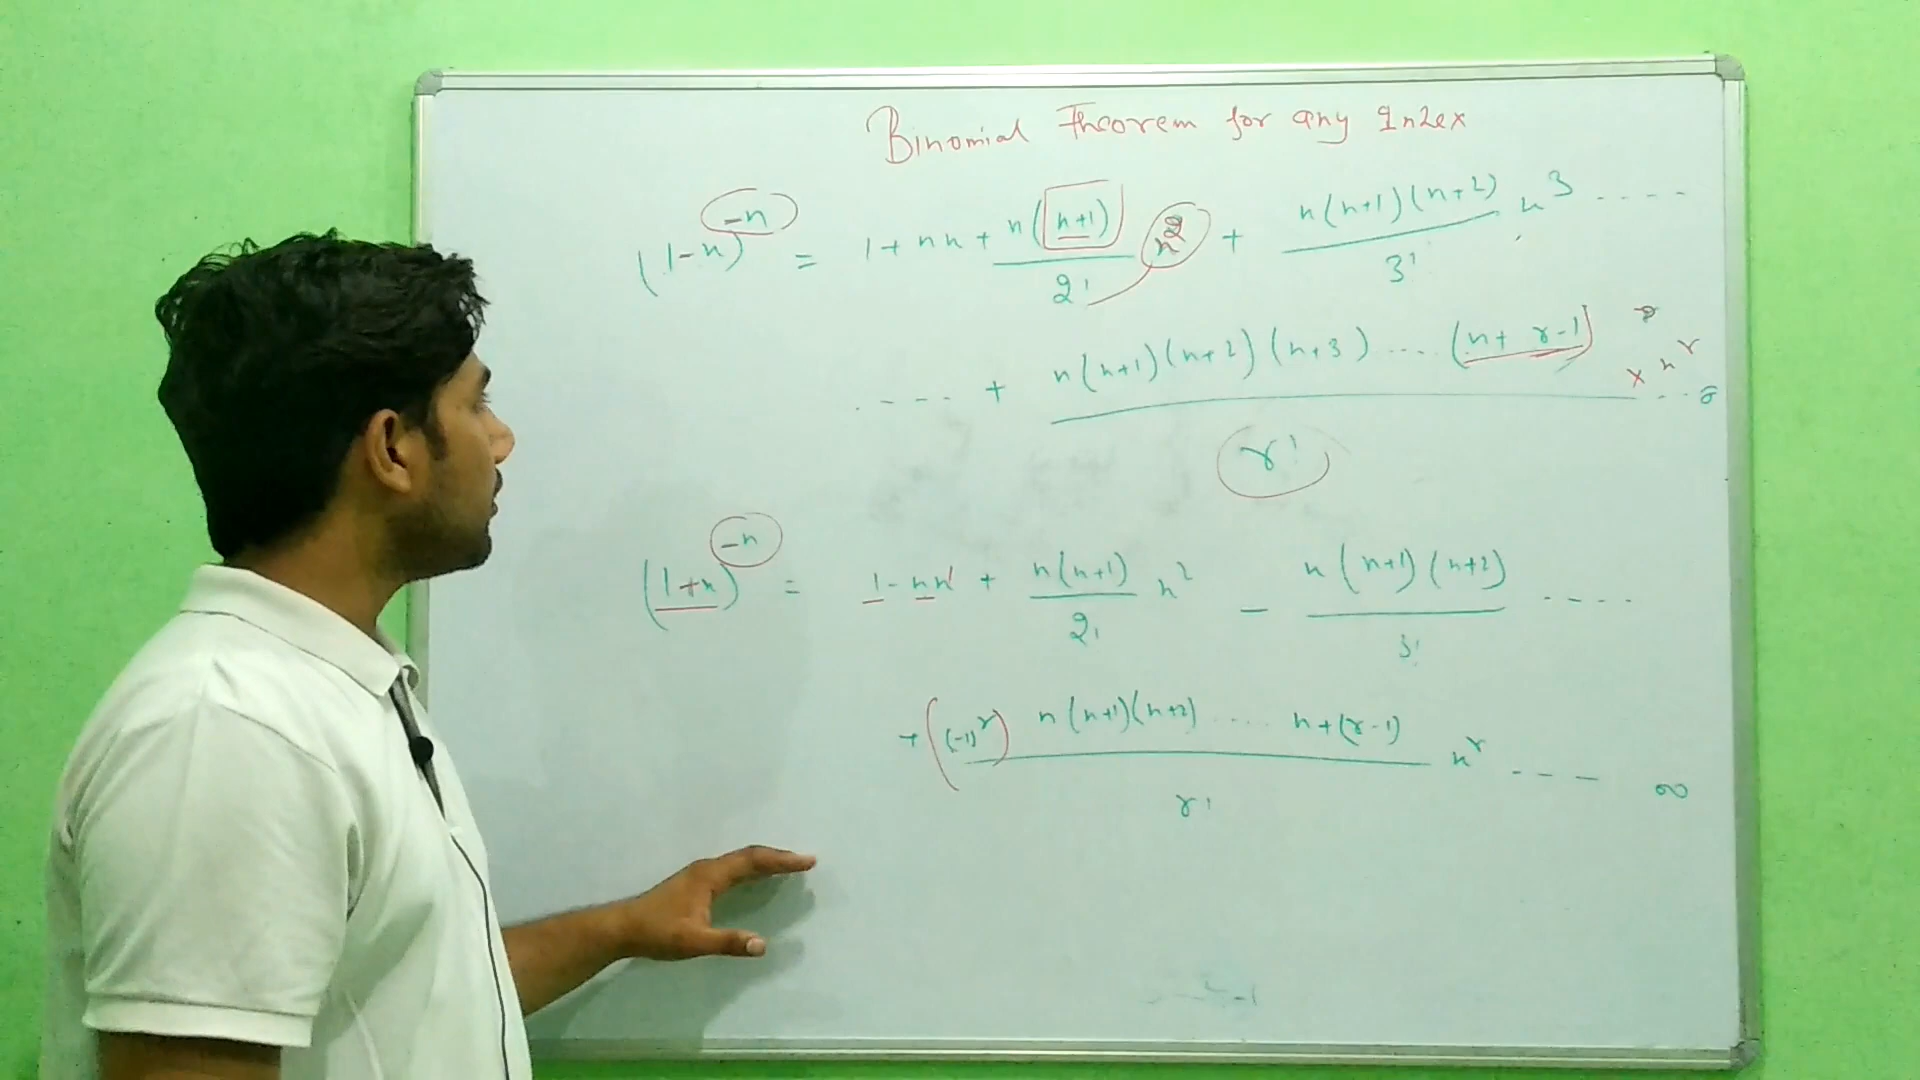 Binomial Theorem for any Index
(1-x)^-n = 1 + nx + n(n+1)/2! x^2 + n(n+1)(n+2)/3! x^3 ....
.... + n(n+1)(n+2)(n+3) .... (n+ r-1)/r! × x^r ...
(1+x)^-n = 1 - nx + n(n+1)/2! x^2 - n(n+1)(n+2)/3! ....
+ (-1)^r n(n+1)(n+2) .... n+(r-1)/r! x^r ---- ∞